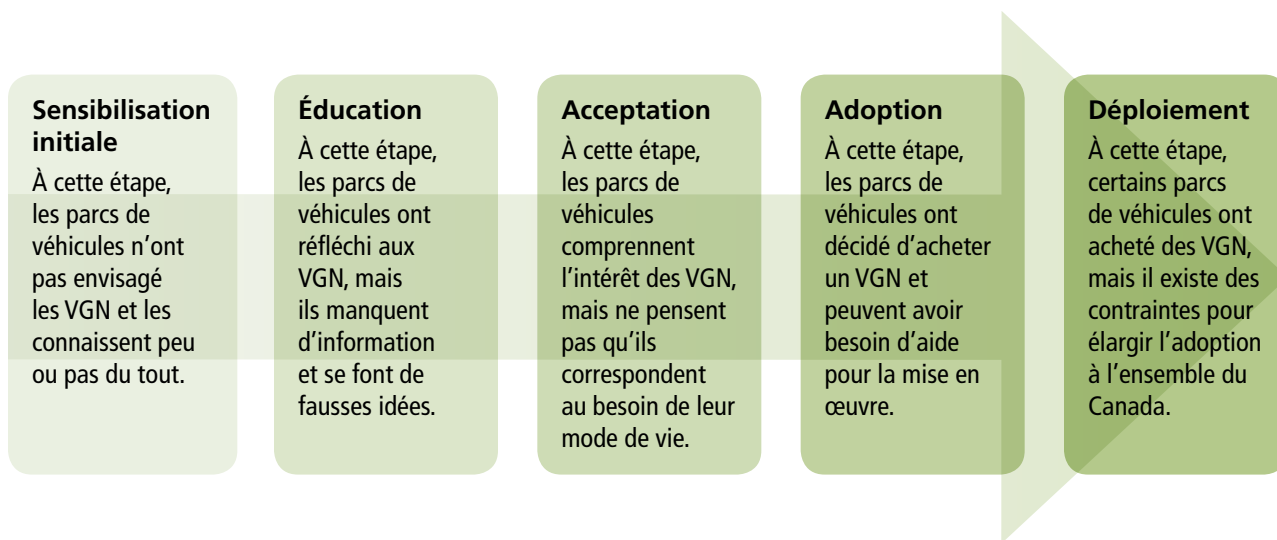 Sensibilisation
initiale
À cette étape,
les parcs de
véhicules n’ont
pas envisagé
les VGN et les
connaissent peu
ou pas du tout.
Éducation
À cette étape,
les parcs de
véhicules ont
réfléchi aux
VGN, mais
ils manquent
d’information
et se font de
fausses idées.
Acceptation
À cette étape,
les parcs de
véhicules
comprennent
l’intérêt des VGN,
mais ne pensent
pas qu’ils
correspondent
au besoin de leur
mode de vie.
Adoption
À cette étape,
les parcs de
véhicules ont
décidé d’acheter
un VGN et
peuvent avoir
besoin d’aide
pour la mise en
œuvre.
Déploiement
À cette étape,
certains parcs
de véhicules ont
acheté des VGN,
mais il existe des
contraintes pour
élargir l’adoption
à l’ensemble du
Canada.